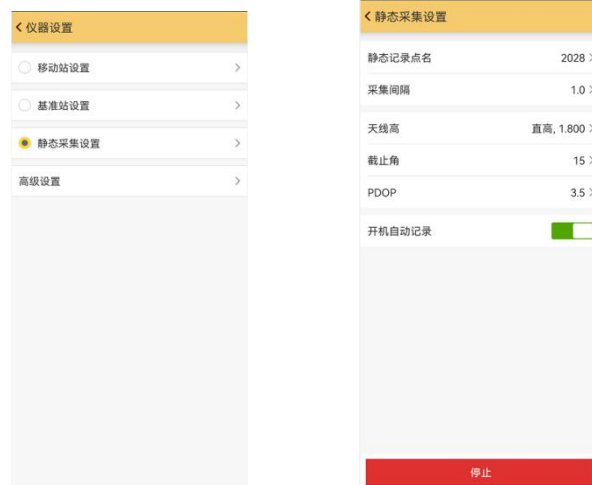 仪器设置
移动站设置
基准站设置
静态采集设置
高级设置
静态采集设置
静态记录点名 2028
采集间隔 1.0
天线高 直高, 1.800
截止角 15
PDOP 3.5
开机自动记录
停止